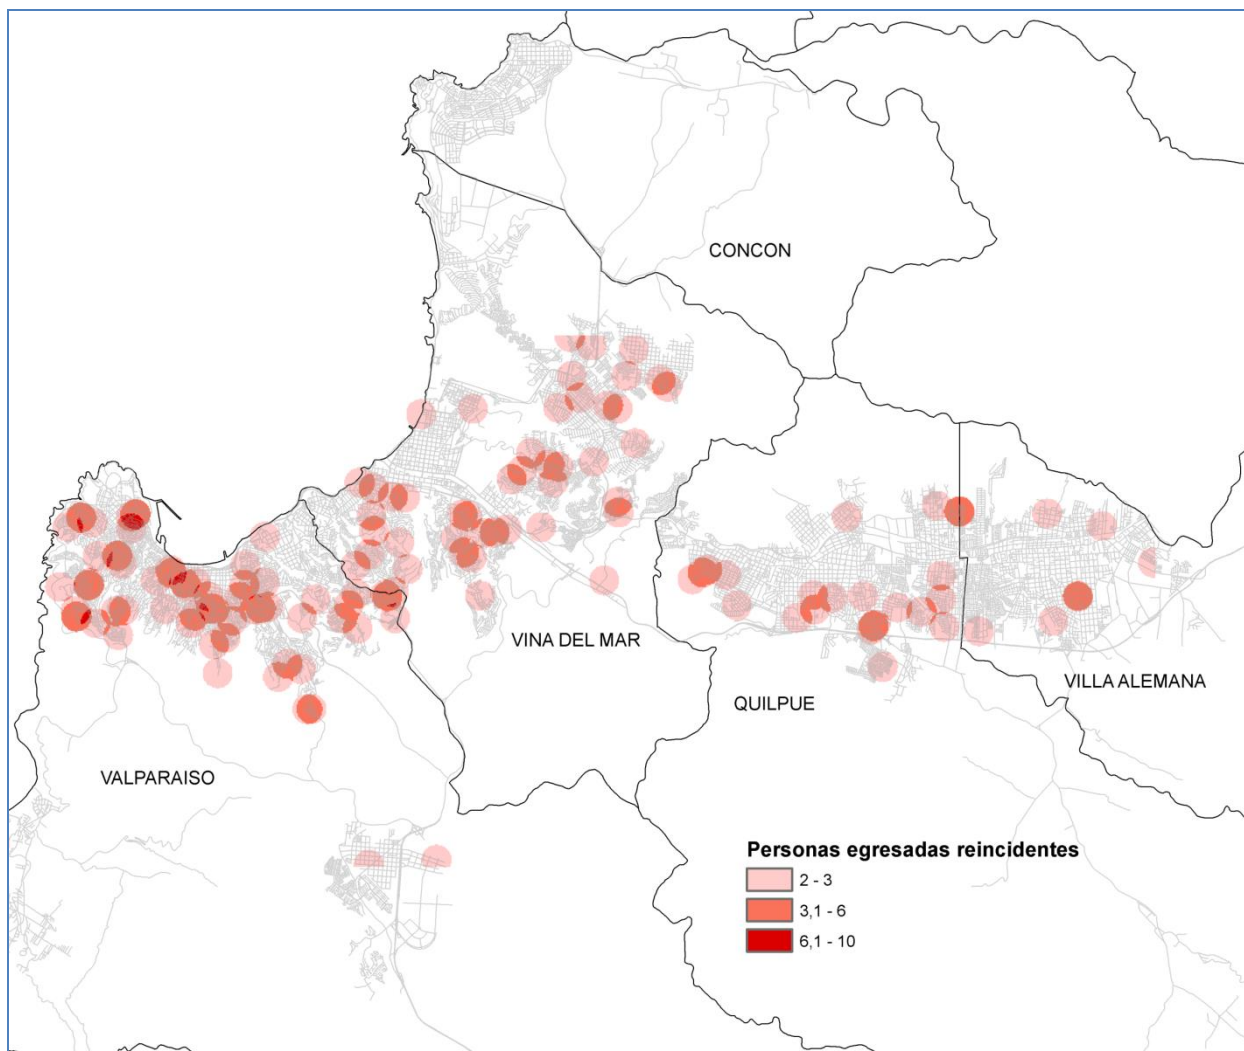 CONCON
VINA DEL MAR
VILLA ALEMANA
QUILPUE
VALPARAISO
Personas egresadas reincidentes
2 - 3
3,1 - 6
6,1 - 10